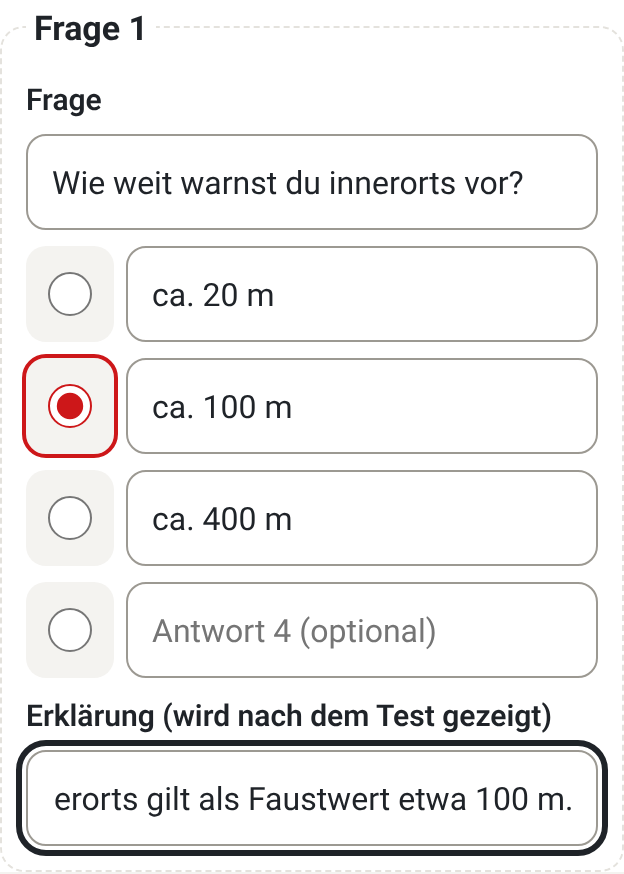 Frage 1
Frage
Wie weit warnst du innerorts vor?
ca. 20 m
ca. 100 m
ca. 400 m
Antwort 4 (optional)
Erklärung (wird nach dem Test gezeigt)
erorts gilt als Faustwert etwa 100 m.